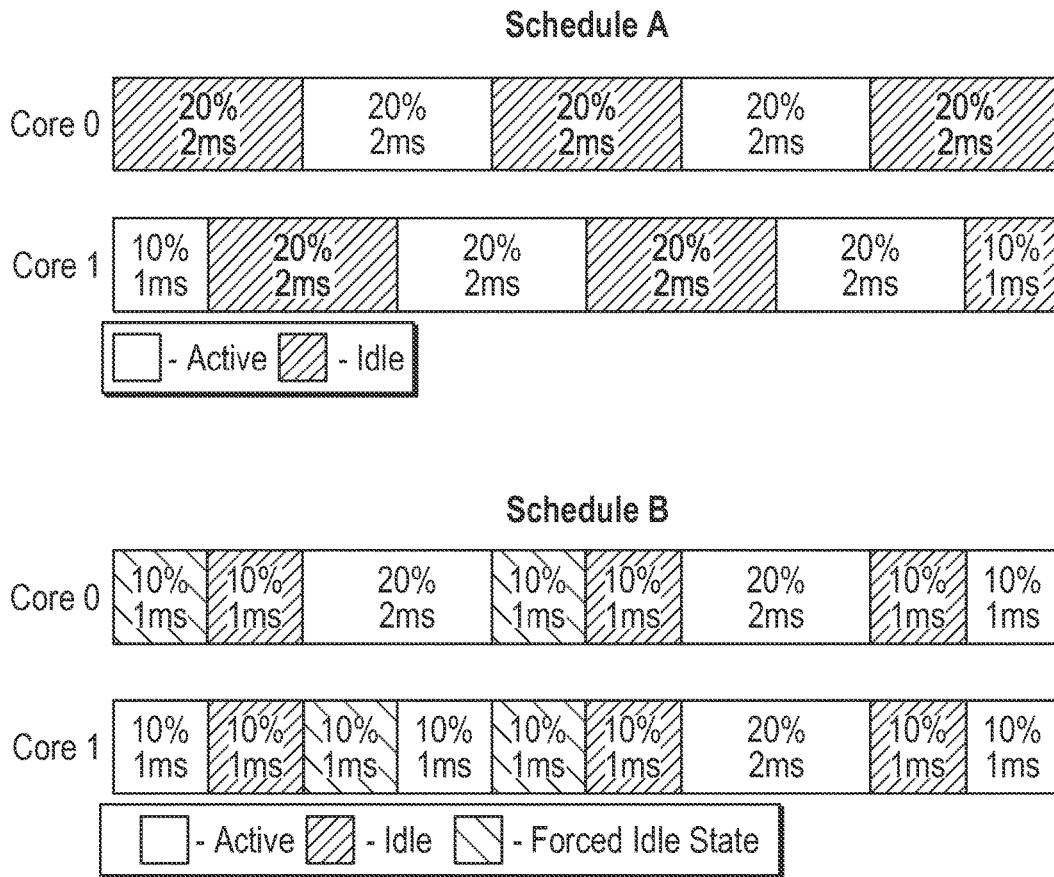 Schedule A
Core 0
20% 20% 20% 20% 20%
2ms 2ms 2ms 2ms 2ms
Core 1
10% 20% 20% 20% 20% 10%
1ms 2ms 2ms 2ms 2ms 1ms
- Active - Idle
Schedule B
Core 0
10% 10% 20% 10% 10% 20% 10% 10%
1ms 1ms 2ms 1ms 1ms 2ms 1ms 1ms
Core 1
10% 10% 10% 10% 10% 10% 20% 10% 10%
1ms 1ms 1ms 1ms 1ms 1ms 2ms 1ms 1ms
- Active - Idle - Forced Idle State